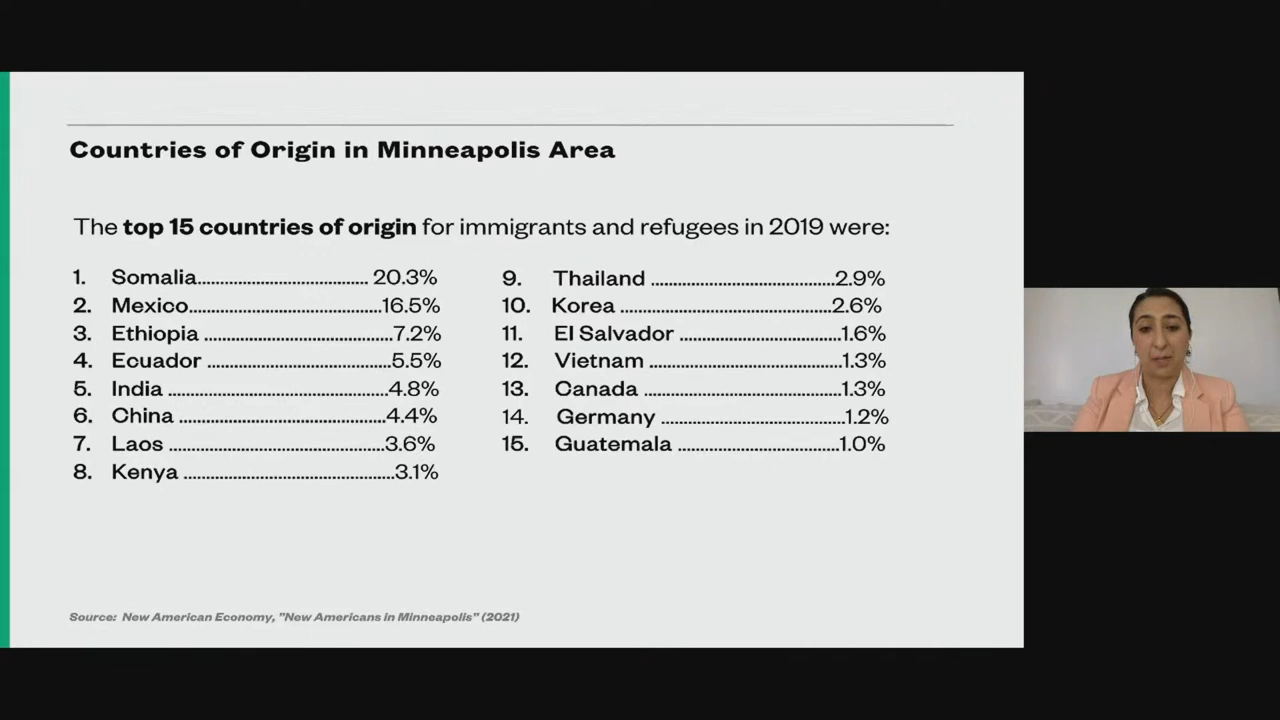 Countries of Origin in Minneapolis Area
The top 15 countries of origin for immigrants and refugees in 2019 were:
1. Somalia.......................................... 20.3%
2. Mexico...............................................16.5%
3. Ethiopia ..............................................7.2%
4. Ecuador .............................................5.5%
5. India .....................................................4.8%
6. China ..................................................4.4%
7. Laos .....................................................3.6%
8. Kenya ...................................................3.1%
9. Thailand .............................................2.9%
10. Korea .............................................2.6%
11. El Salvador .......................................1.6%
12. Vietnam ..............................................1.3%
13. Canada ..............................................1.3%
14. Germany .............................................1.2%
15. Guatemala .......................................1.0%
Source: New American Economy, "New Americans in Minneapolis" (2021)